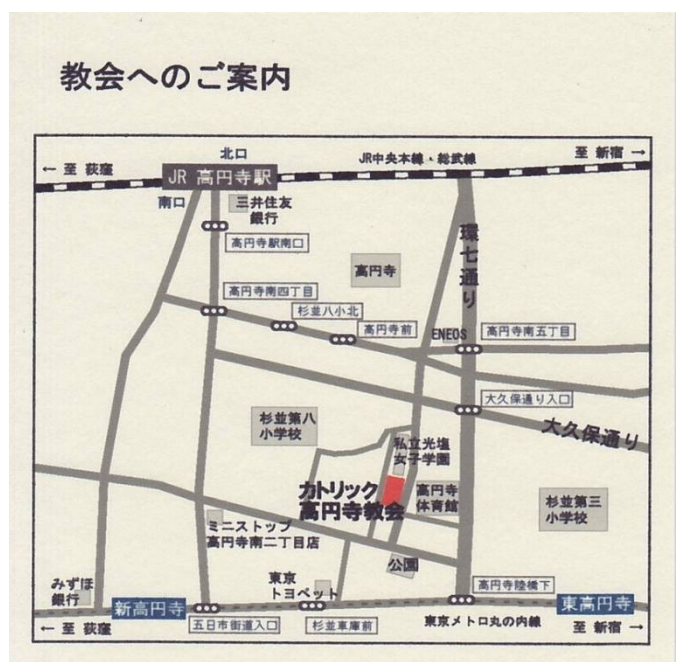 教会へのご案内
北口
JR中央本線・総武線
至 新宿 →
← 至 荻窪
JR 高円寺駅
南口
三井住友
銀行
高円寺駅南口
環七通り
高円寺
高円寺南四丁目
杉並八小北
高円寺前
ENEOS
高円寺南五丁目
大久保通り入口
大久保通り
杉並第八
小学校
私立光塩
女子学園
カトリック
高円寺教会
高円寺
体育館
杉並第三
小学校
ミニストップ
高円寺南二丁目店
公園
東京
トヨペット
みずほ
銀行
高円寺陸橋下
新高円寺
東高円寺
五日市街道入口
杉並車庫前
東京メトロ丸の内線
← 至 荻窪
至 新宿 →